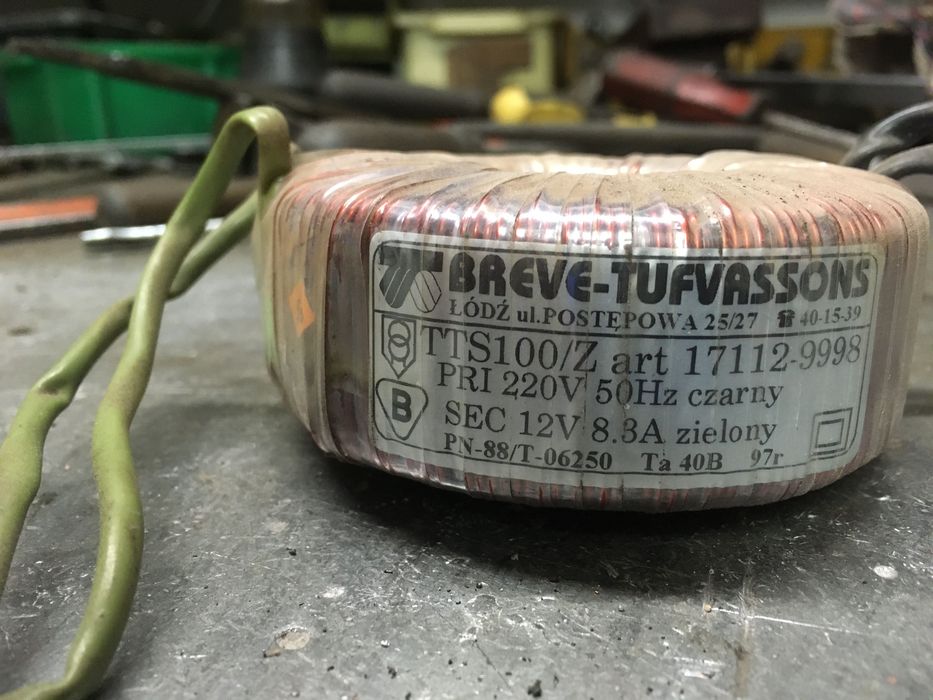 BREVE-TUFVASSONS
ŁÓDŹ ul.POSTĘPOWA 25/27 ☎ 40-15-39
TTS100/Z art 17112-9998
PRI 220V 50Hz czarny
B
SEC 12V 8.3A zielony
PN-88/T-06250 Ta 40B 97r